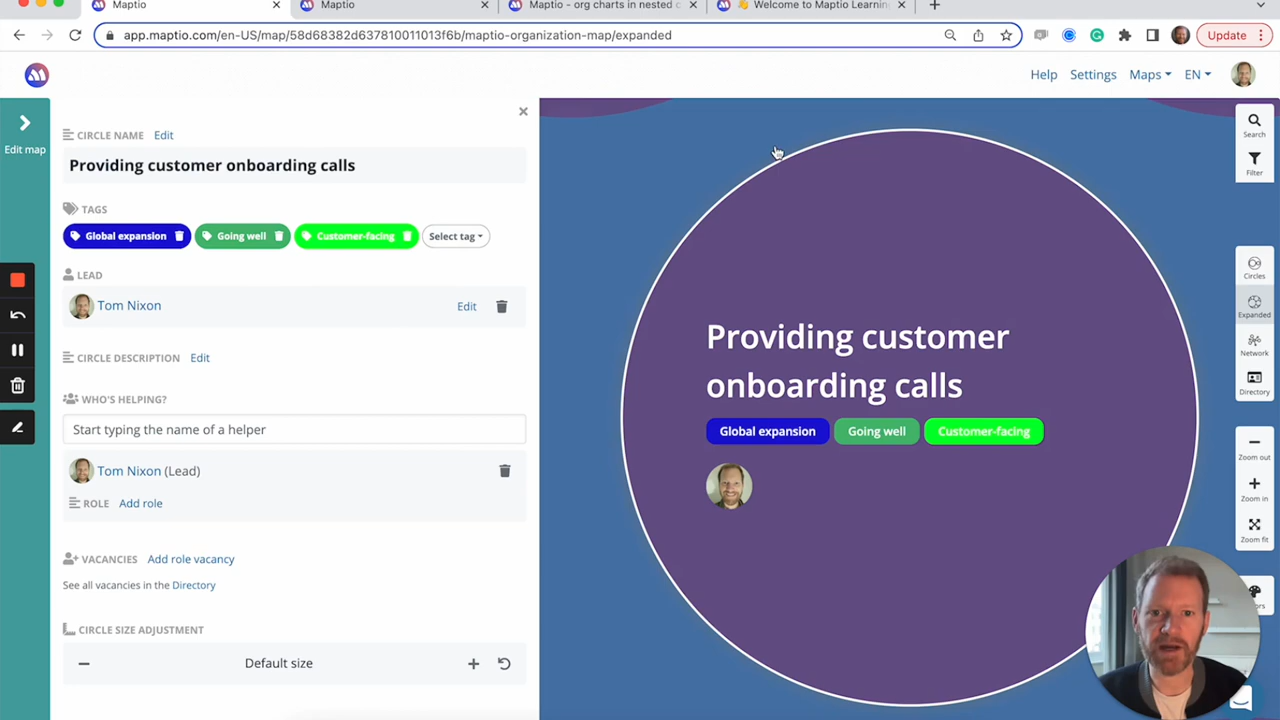 Maptio
Maptio
Maptio - org charts in nested c
Welcome to Maptio Learning
app.maptio.com/en-US/map/58d68382d637810011013f6b/maptio-organization-map/expanded
Update
Help
Settings
Maps
EN
Edit map
CIRCLE NAME Edit
Providing customer onboarding calls
TAGS
Global expansion
Going well
Customer-facing
Select tag
LEAD
Tom Nixon
Edit
CIRCLE DESCRIPTION Edit
WHO'S HELPING?
Start typing the name of a helper
Tom Nixon (Lead)
ROLE Add role
VACANCIES Add role vacancy
See all vacancies in the Directory
CIRCLE SIZE ADJUSTMENT
Default size
Providing customer
onboarding calls
Global expansion
Going well
Customer-facing
Search
Filter
Circles
Expanded
Network
Directory
Zoom out
Zoom in
Zoom fit